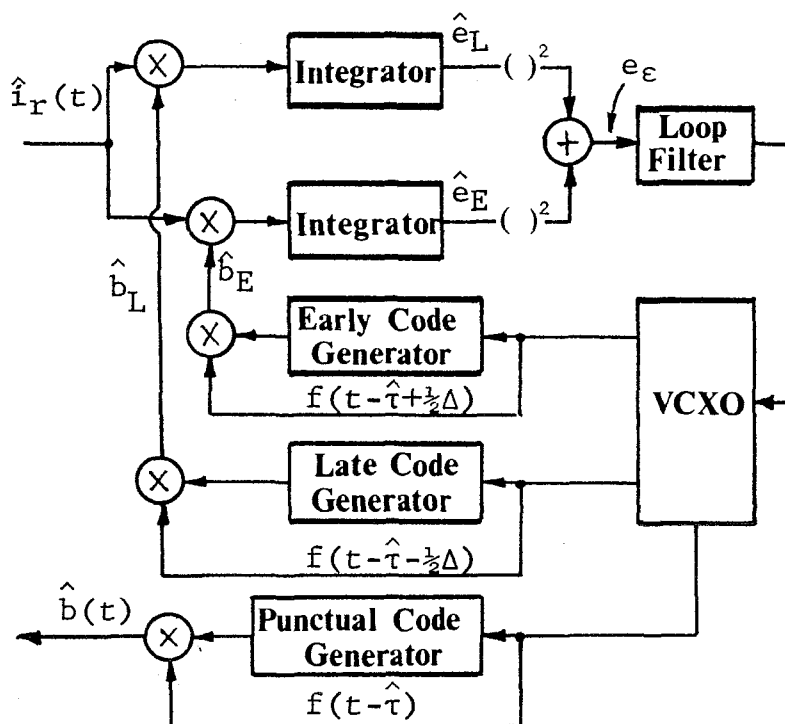 ê_L
( )²
e_ε
Integrator
î_r(t)
Loop
Filter
ê_E
Integrator
( )²
b̂_L
b̂_E
Early Code
Generator
f(t-τ̂+½Δ)
VCXO
Late Code
Generator
f(t-τ̂-½Δ)
b̂(t)
Punctual Code
Generator
f(t-τ̂)